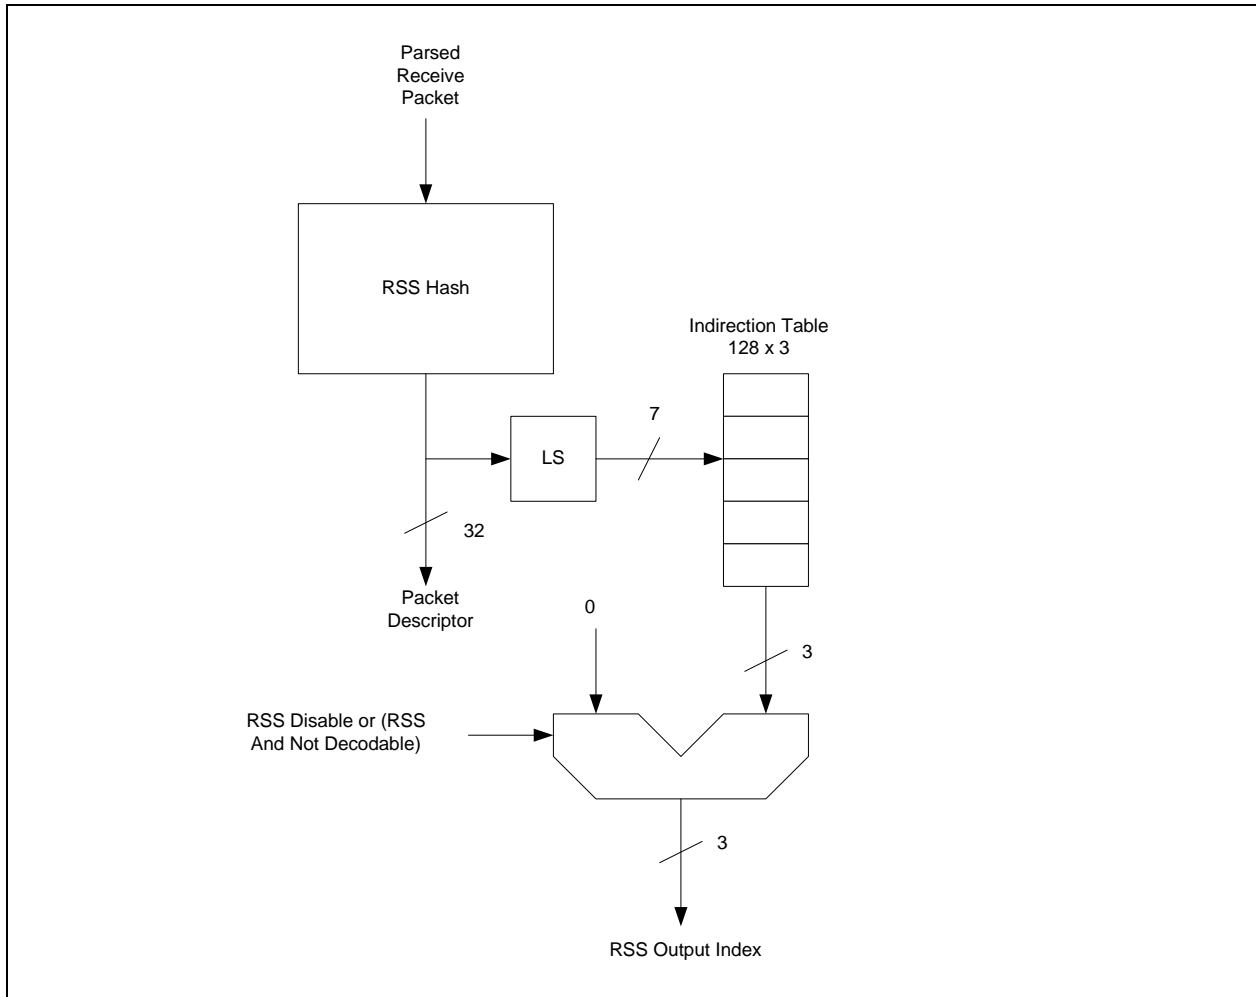 Parsed
Receive
Packet
RSS Hash
Indirection Table
128 x 3
LS
7
32
Packet
Descriptor
0
3
RSS Disable or (RSS
And Not Decodable)
3
RSS Output Index